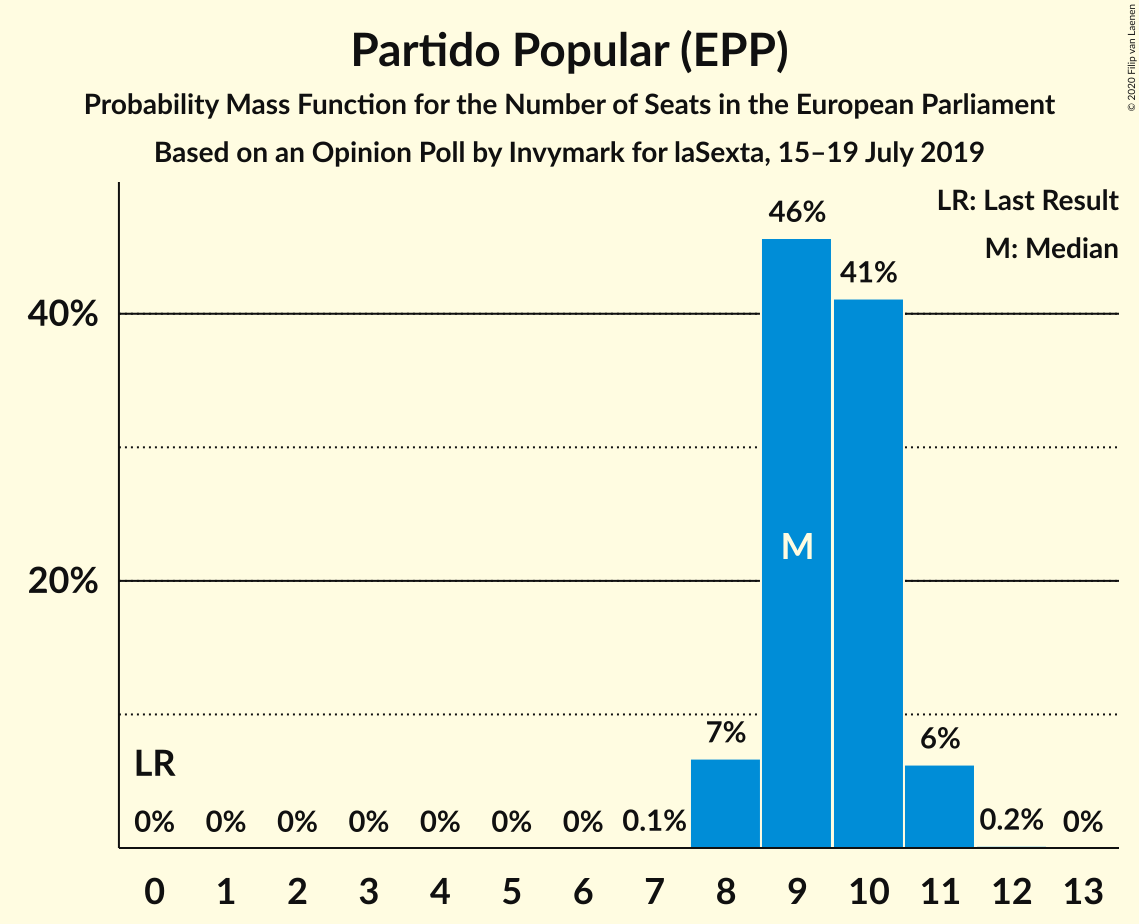 Partido Popular (EPP)
Probability Mass Function for the Number of Seats in the European Parliament
Based on an Opinion Poll by Invymark for laSexta, 15–19 July 2019
© 2020 Filip van Laenen
LR: Last Result
M: Median
46%
41%
40%
M
20%
7%
6%
LR
0% 0% 0% 0% 0% 0% 0% 0.1% 0.2% 0%
0 1 2 3 4 5 6 7 8 9 10 11 12 13